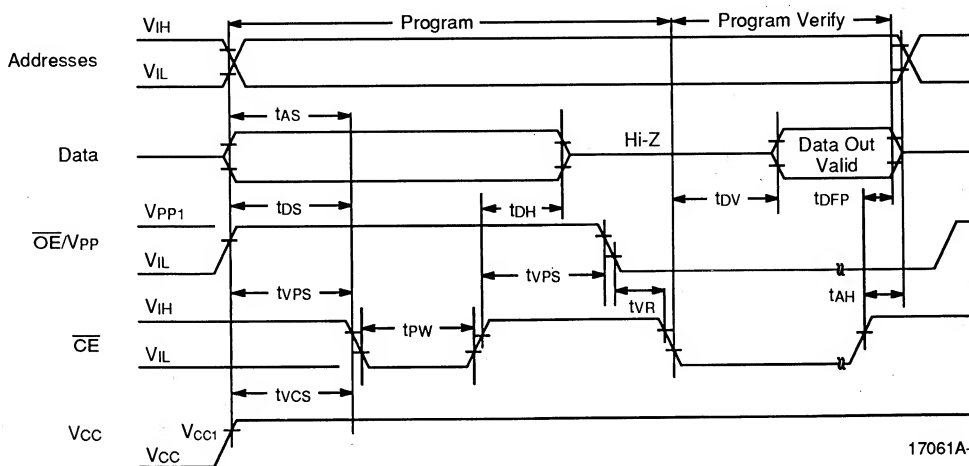 Program
Program Verify
VIH
Addresses
VIL
tAS
Data
Hi-Z
Data Out
Valid
tDS
tDH
tDV
tDFP
VPP1
OE/VPP
VIL
tVPS
tVPS
tVR
tAH
VIH
tPW
CE
VIL
tVCS
VCC
VCC1
VCC
17061A-